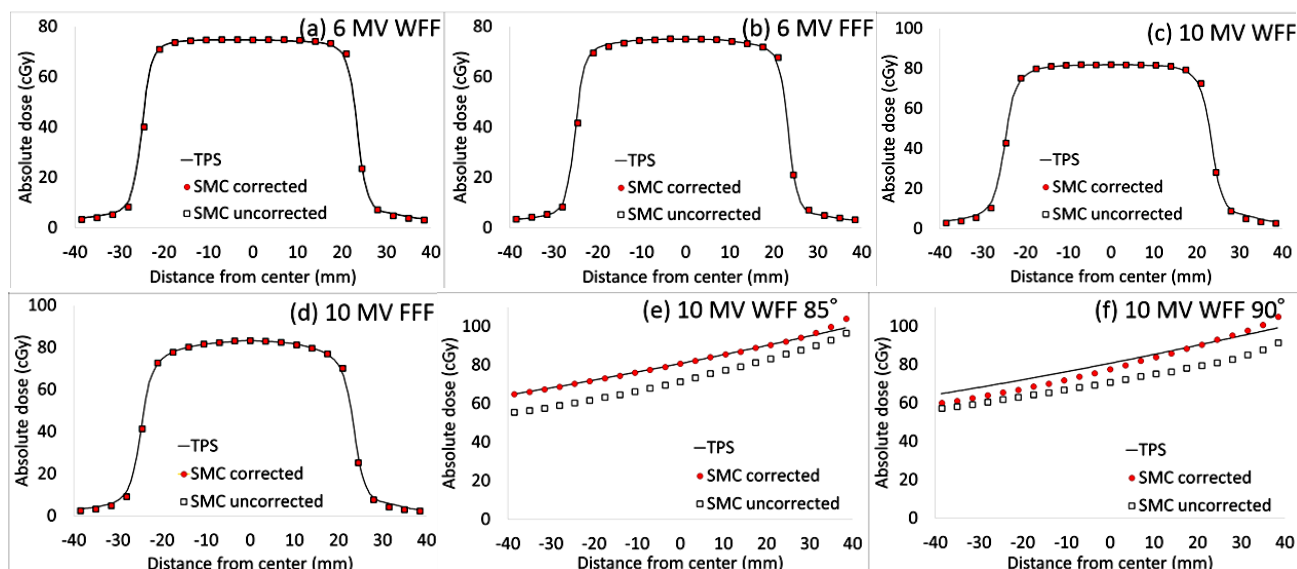 (a) 6 MV WFF
Absolute dose (cGy)
80
60
40
20
0
TPS
SMC corrected
SMC uncorrected
-40 -30 -20 -10 0 10 20 30 40
Distance from center (mm)
(b) 6 MV FFF
Absolute dose (cGy)
80
60
40
20
0
TPS
SMC corrected
SMC uncorrected
-40 -30 -20 -10 0 10 20 30 40
Distance from center (mm)
(c) 10 MV WFF
Absolute dose (cGy)
100
80
60
40
20
0
TPS
SMC corrected
SMC uncorrected
-40 -30 -20 -10 0 10 20 30 40
Distance from center (mm)
(d) 10 MV FFF
Absolute dose (cGy)
100
80
60
40
20
0
TPS
SMC corrected
SMC uncorrected
-40 -30 -20 -10 0 10 20 30 40
Distance from center (mm)
(e) 10 MV WFF 85°
Absolute dose (cGy)
100
80
60
40
20
0
TPS
SMC corrected
SMC uncorrected
-40 -30 -20 -10 0 10 20 30 40
Distance from center (mm)
(f) 10 MV WFF 90°
Absolute dose (cGy)
100
80
60
40
20
0
TPS
SMC corrected
SMC uncorrected
-40 -30 -20 -10 0 10 20 30 40
Distance from center (mm)